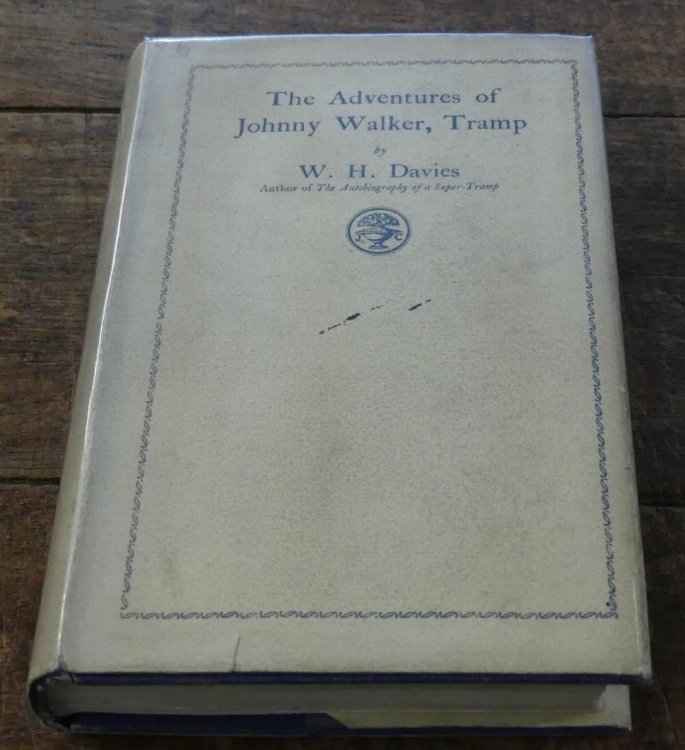 The Adventures of
Johnny Walker, Tramp
by
W. H. Davies
Author of The Autobiography of a Super-Tramp
J C